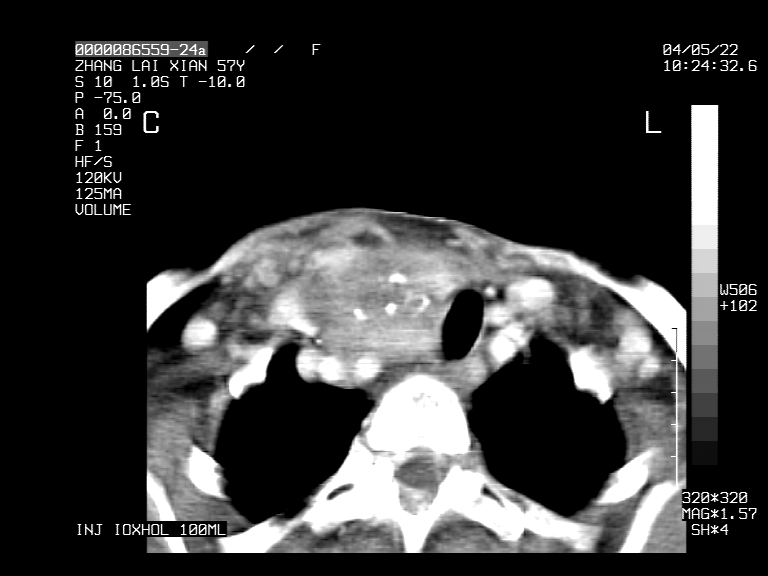 0000086559-24a / / F
04/05/22
ZHANG LAI XIAN 57Y
10:24:32.6
S 10 1.0S T -10.0
P -75.0
A 0.0
B 159
C
L
F 1
HF/S
120KV
125MA
VOLUME
W506
+102
320*320
MAG*1.57
INJ IOXHOL 100ML
SH*4